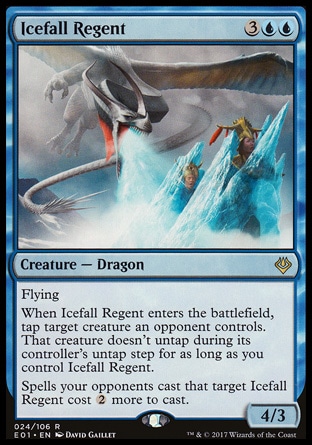 Icefall Regent 3
Creature — Dragon
Flying
When Icefall Regent enters the battlefield,
tap target creature an opponent controls.
That creature doesn't untap during its
controller's untap step for as long as you
control Icefall Regent.
Spells your opponents cast that target Icefall
Regent cost 2 more to cast.
4/3
024/106 R
E01 • EN DAVID GAILLET ™ & © 2017 Wizards of the Coast